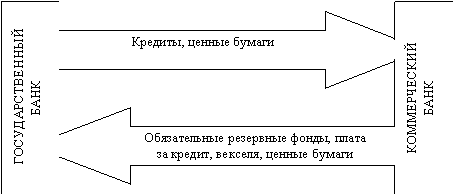 ГОСУДАРСТВЕННЫЙ
БАНК
Кредиты, ценные бумаги
Обязательные резервные фонды, плата
за кредит, векселя, ценные бумаги
КОММЕРЧЕСКИЙ
БАНК